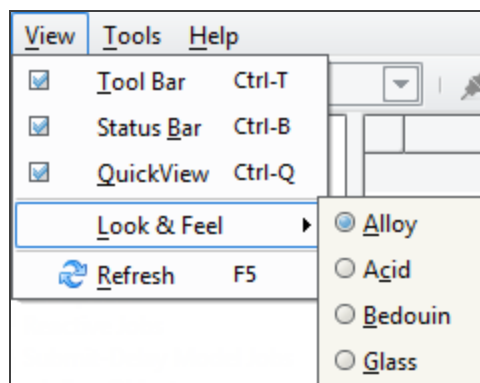 View Tools Help
Tool Bar Ctrl-T
Status Bar Ctrl-B
QuickView Ctrl-Q
Look & Feel
Refresh F5
Alloy
Acid
Bedouin
Glass